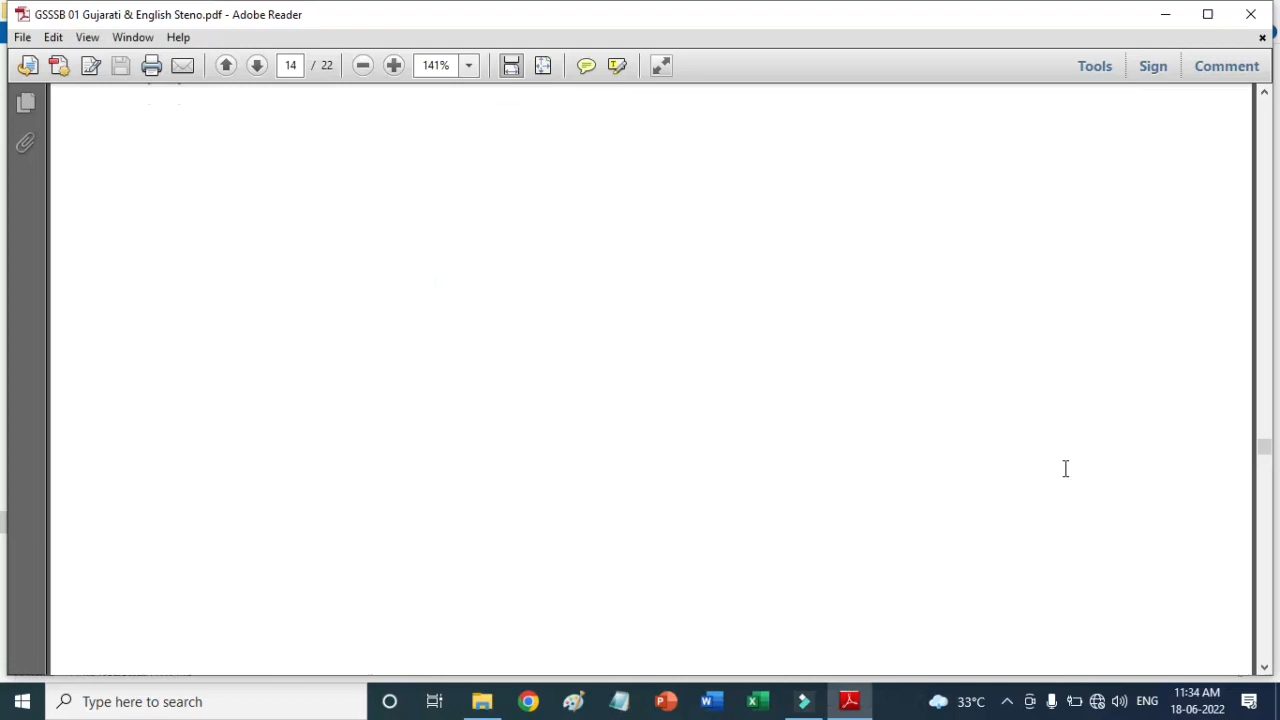 GSSSB 01 Gujarati & English Steno.pdf - Adobe Reader
File Edit View Window Help
14 / 22 141% Tools Sign Comment
Type here to search
33°C ENG 11:34 AM
18-06-2022